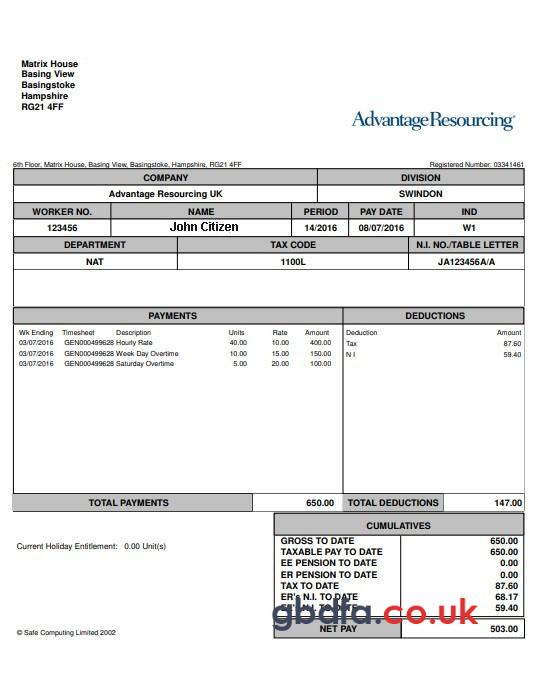 Matrix House
Basing View
Basingstoke
Hampshire
RG21 4FF
AdvantageResourcing
6th Floor, Matrix House, Basing View, Basingstoke, Hampshire, RG21 4FF Registered Number: 03341461
COMPANY DIVISION
Advantage Resourcing UK SWINDON
WORKER NO. NAME PERIOD PAY DATE IND
123456 John Citizen 14/2016 08/07/2016 W1
DEPARTMENT TAX CODE N.I. NO./TABLE LETTER
NAT 1100L JA123456A/A
PAYMENTS DEDUCTIONS
Wk Ending Timesheet Description Units Rate Amount Deduction Amount
03/07/2016 GEN000499628 Hourly Rate 40.00 10.00 400.00 Tax 87.60
03/07/2016 GEN000499628 Week Day Overtime 10.00 15.00 150.00 N I 59.40
03/07/2016 GEN000499628 Saturday Overtime 5.00 20.00 100.00
TOTAL PAYMENTS 650.00 TOTAL DEDUCTIONS 147.00
CUMULATIVES
Current Holiday Entitlement: 0.00 Unit(s)
GROSS TO DATE 650.00
TAXABLE PAY TO DATE 650.00
EE PENSION TO DATE 0.00
ER PENSION TO DATE 0.00
TAX TO DATE 87.60
ER's N.I. TO DATE 68.17
N.I. TO DATE 59.40
gbdfa.co.uk
NET PAY 503.00
© Safe Computing Limited 2002